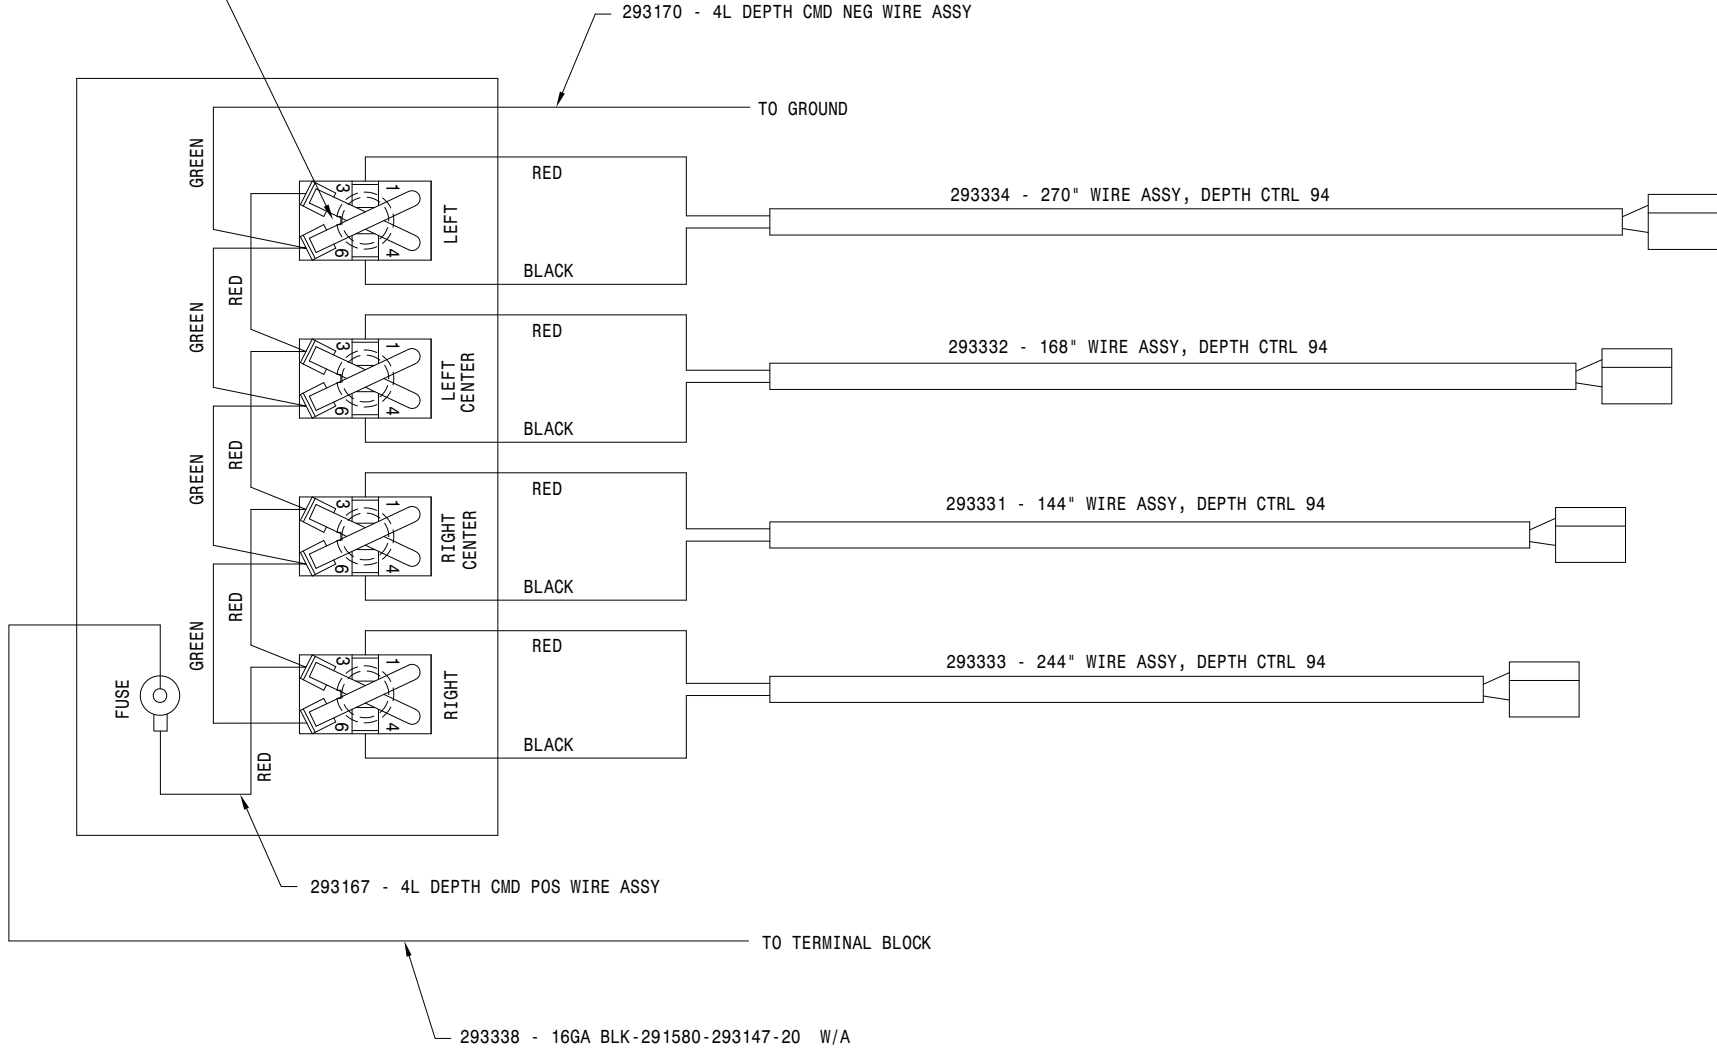 293170 - 4L DEPTH CMD NEG WIRE ASSY
TO GROUND
GREEN
RED
3
1
6
4
LEFT
293334 - 270" WIRE ASSY, DEPTH CTRL 94
BLACK
RED
GREEN
RED
3
1
6
4
LEFT
CENTER
293332 - 168" WIRE ASSY, DEPTH CTRL 94
BLACK
RED
GREEN
RED
3
1
6
4
RIGHT
CENTER
293331 - 144" WIRE ASSY, DEPTH CTRL 94
BLACK
RED
GREEN
RED
3
1
6
4
RIGHT
293333 - 244" WIRE ASSY, DEPTH CTRL 94
FUSE
BLACK
RED
293167 - 4L DEPTH CMD POS WIRE ASSY
TO TERMINAL BLOCK
293338 - 16GA BLK-291580-293147-20 W/A